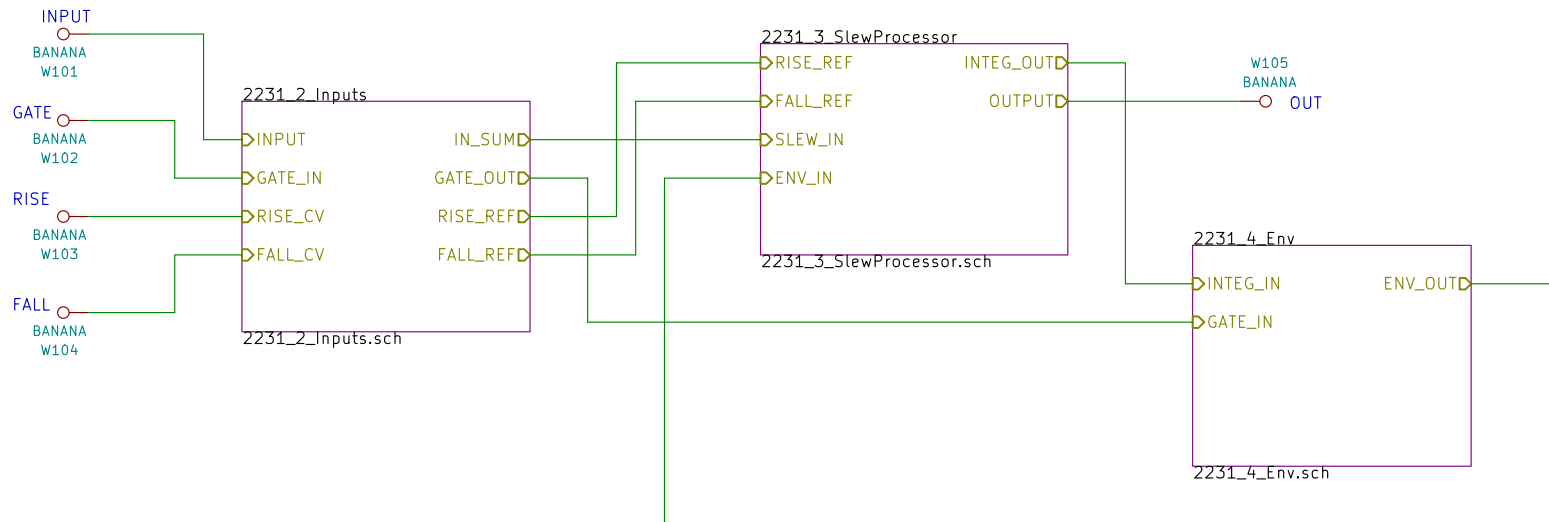 INPUT
BANANA
W101
GATE
BANANA
W102
RISE
BANANA
W103
FALL
BANANA
W104
2231_2_Inputs
INPUT
GATE_IN
RISE_CV
FALL_CV
IN_SUM
GATE_OUT
RISE_REF
FALL_REF
2231_2_Inputs.sch
2231_3_SlewProcessor
RISE_REF
FALL_REF
SLEW_IN
ENV_IN
INTEG_OUT
OUTPUT
2231_3_SlewProcessor.sch
W105
BANANA
OUT
2231_4_Env
INTEG_IN
GATE_IN
ENV_OUT
2231_4_Env.sch